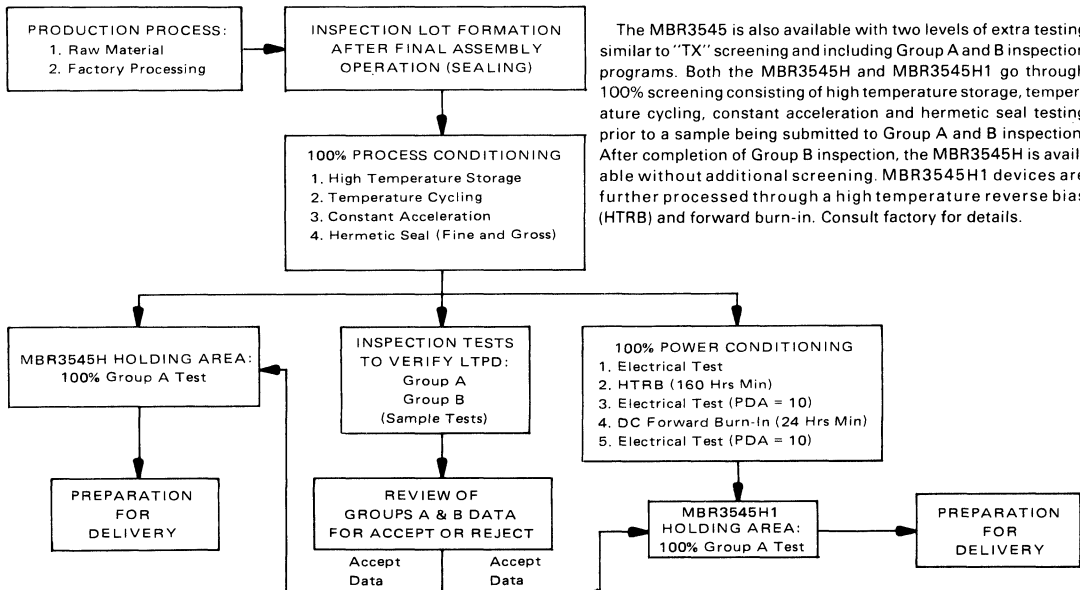 PRODUCTION PROCESS:
1. Raw Material
2. Factory Processing
INSPECTION LOT FORMATION
AFTER FINAL ASSEMBLY
OPERATION (SEALING)
The MBR3545 is also available with two levels of extra testing
similar to "TX" screening and including Group A and B inspection
programs. Both the MBR3545H and MBR3545H1 go through
100% screening consisting of high temperature storage, temper-
ature cycling, constant acceleration and hermetic seal testing
prior to a sample being submitted to Group A and B inspection
After completion of Group B inspection, the MBR3545H is avail-
able without additional screening. MBR3545H1 devices are
further processed through a high temperature reverse bias
(HTRB) and forward burn-in. Consult factory for details.
100% PROCESS CONDITIONING
1. High Temperature Storage
2. Temperature Cycling
3. Constant Acceleration
4. Hermetic Seal (Fine and Gross)
MBR3545H HOLDING AREA:
100% Group A Test
INSPECTION TESTS
TO VERIFY LTPD:
Group A
Group B
(Sample Tests)
100% POWER CONDITIONING
1. Electrical Test
2. HTRB (160 Hrs Min)
3. Electrical Test (PDA = 10)
4. DC Forward Burn-In (24 Hrs Min)
5. Electrical Test (PDA = 10)
PREPARATION
FOR
DELIVERY
REVIEW OF
GROUPS A & B DATA
FOR ACCEPT OR REJECT
MBR3545H1
HOLDING AREA:
100% Group A Test
PREPARATION
FOR
DELIVERY
Accept
Data
Accept
Data